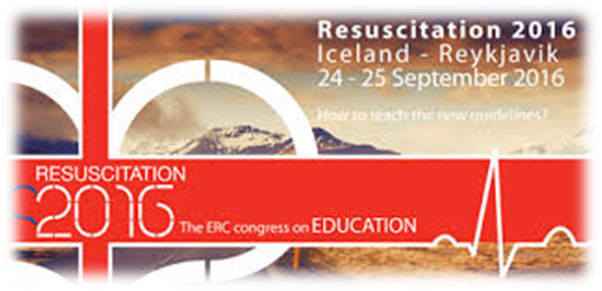 Resuscitation 2016
Iceland - Reykjavik
24 - 25 September 2016
How to teach the new guidelines?
RESUSCITATION
2016
The ERC congress on EDUCATION